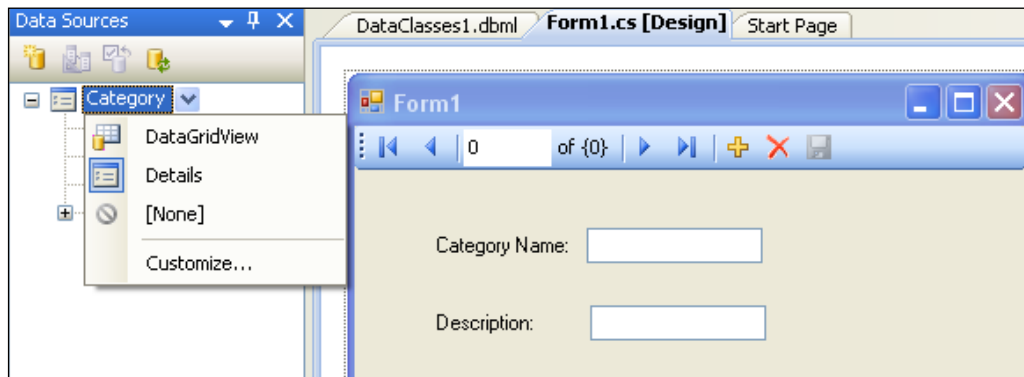 Data Sources
DataClasses1.dbml Form1.cs [Design] Start Page
Category
DataGridView
Details
[None]
Customize...
Form1
0 of {0}
Category Name:
Description: